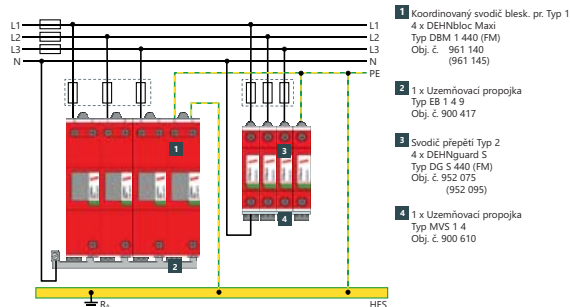 L1
L2
L3
N
L1
L2
L3
N
PE
1
2
3
4
RA
HES
1 Koordinovaný svodič blesk. pr. Typ 1
4 x DEHNbloc Maxi
Typ DBM 1 440 (FM)
Obj. č. 961 140
(961 145)
2 1 x Uzemňovací propojka
Typ EB 1 4 9
Obj. č. 900 417
3 Svodič přepětí Typ 2
4 x DEHNguard S
Typ DG S 440 (FM)
Obj. č. 952 075
(952 095)
4 1 x Uzemňovací propojka
Typ MVS 1 4
Obj. č. 900 610